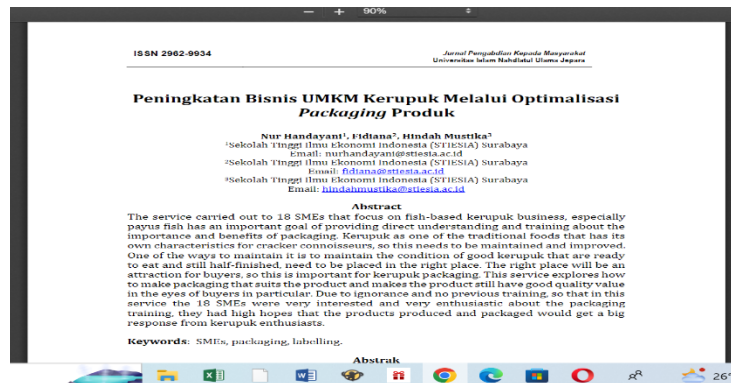 90%
ISSN 2962-9934
Jurnal Pengabdian Kepada Masyarakat
Universitas Islam Nahdlatul Ulama Jepara
Peningkatan Bisnis UMKM Kerupuk Melalui Optimalisasi
Packaging Produk
Nur Handayani¹, Fidiana², Hindah Mustika³
¹Sekolah Tinggi Ilmu Ekonomi Indonesia (STIESIA) Surabaya
Email: nurhandayani@stiesia.ac.id
²Sekolah Tinggi Ilmu Ekonomi Indonesia (STIESIA) Surabaya
Email: fidiana@stiesia.ac.id
³Sekolah Tinggi Ilmu Ekonomi Indonesia (STIESIA) Surabaya
Email: hindahmustika@stiesia.ac.id
Abstract
The service carried out to 18 SMEs that focus on fish-based kerupuk business, especially
payus fish has an important goal of providing direct understanding and training about the
importance and benefits of packaging. Kerupuk as one of the traditional foods that has its
own characteristics for cracker connoisseurs, so this needs to be maintained and improved.
One of the ways to maintain it is to maintain the condition of good kerupuk that are ready
to eat and still half-finished, need to be placed in the right place. The right place will be an
attraction for buyers, so this is important for kerupuk packaging. This service explores how
to make packaging that suits the product and makes the product still have good quality value
in the eyes of buyers in particular. Due to ignorance and no previous training, so that in this
service the 18 SMEs were very interested and very enthusiastic about the packaging
training, they had high hopes that the products produced and packaged would get a big
response from kerupuk enthusiasts.
Keywords: SMEs, packaging, labelling.
Abstrak
26°